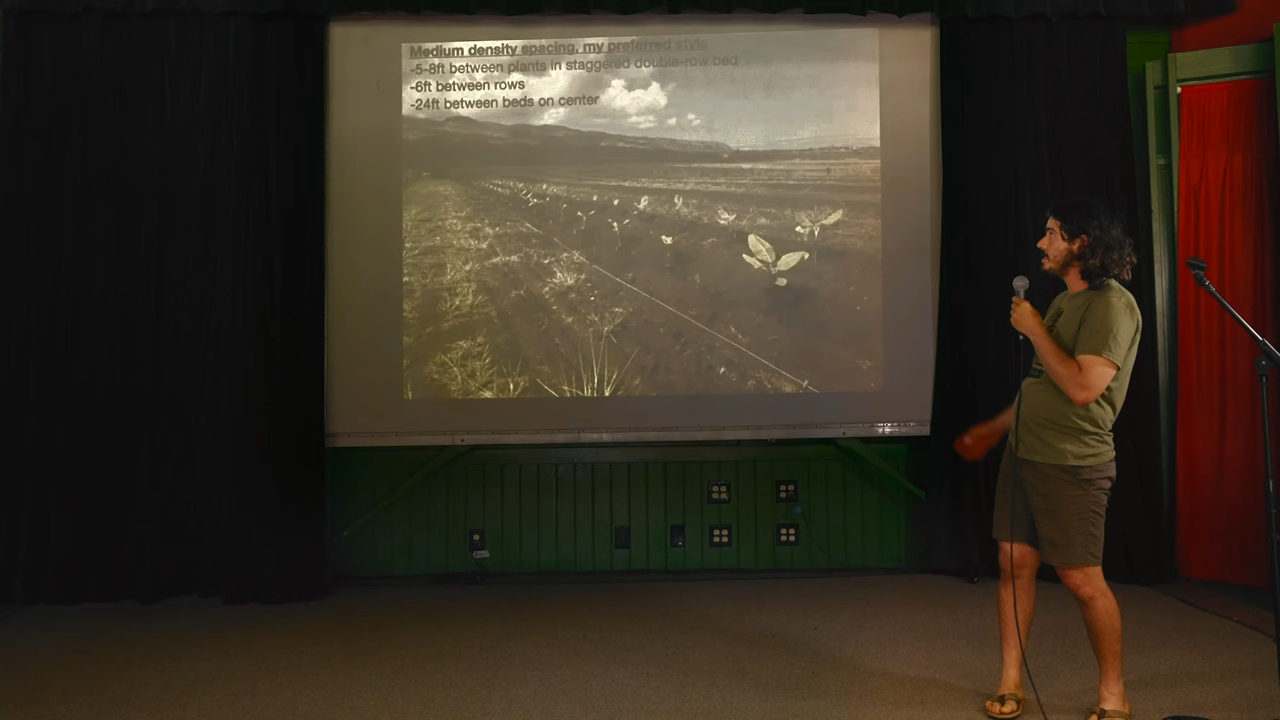 Medium density spacing, my preferred style
-5-8ft between plants in staggered double-row bed
-6ft between rows
-24ft between beds on center